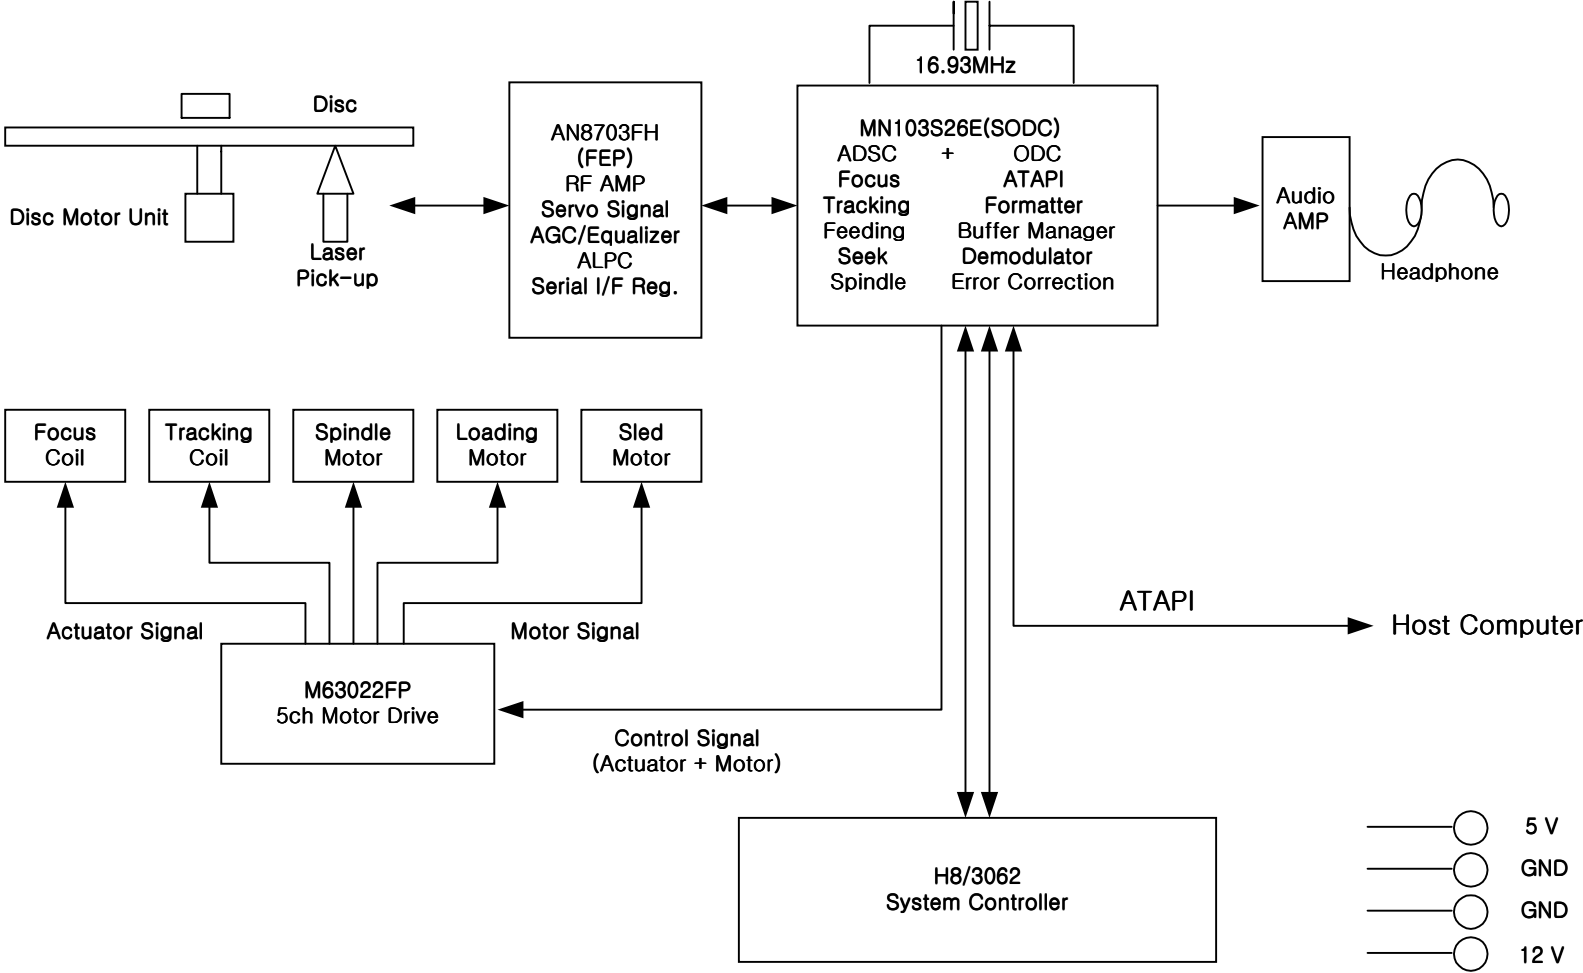 16.93MHz
Disc
Disc Motor Unit
Laser
Pick-up
AN8703FH
(FEP)
RF AMP
Servo Signal
AGC/Equalizer
ALPC
Serial I/F Reg.
MN103S26E(SODC)
ADSC + ODC
Focus ATAPI
Tracking Formatter
Feeding Buffer Manager
Seek Demodulator
Spindle Error Correction
Audio
AMP
Headphone
Focus
Coil
Tracking
Coil
Spindle
Motor
Loading
Motor
Sled
Motor
Actuator Signal
Motor Signal
M63022FP
5ch Motor Drive
Control Signal
(Actuator + Motor)
ATAPI
Host Computer
H8/3062
System Controller
5 V
GND
GND
12 V